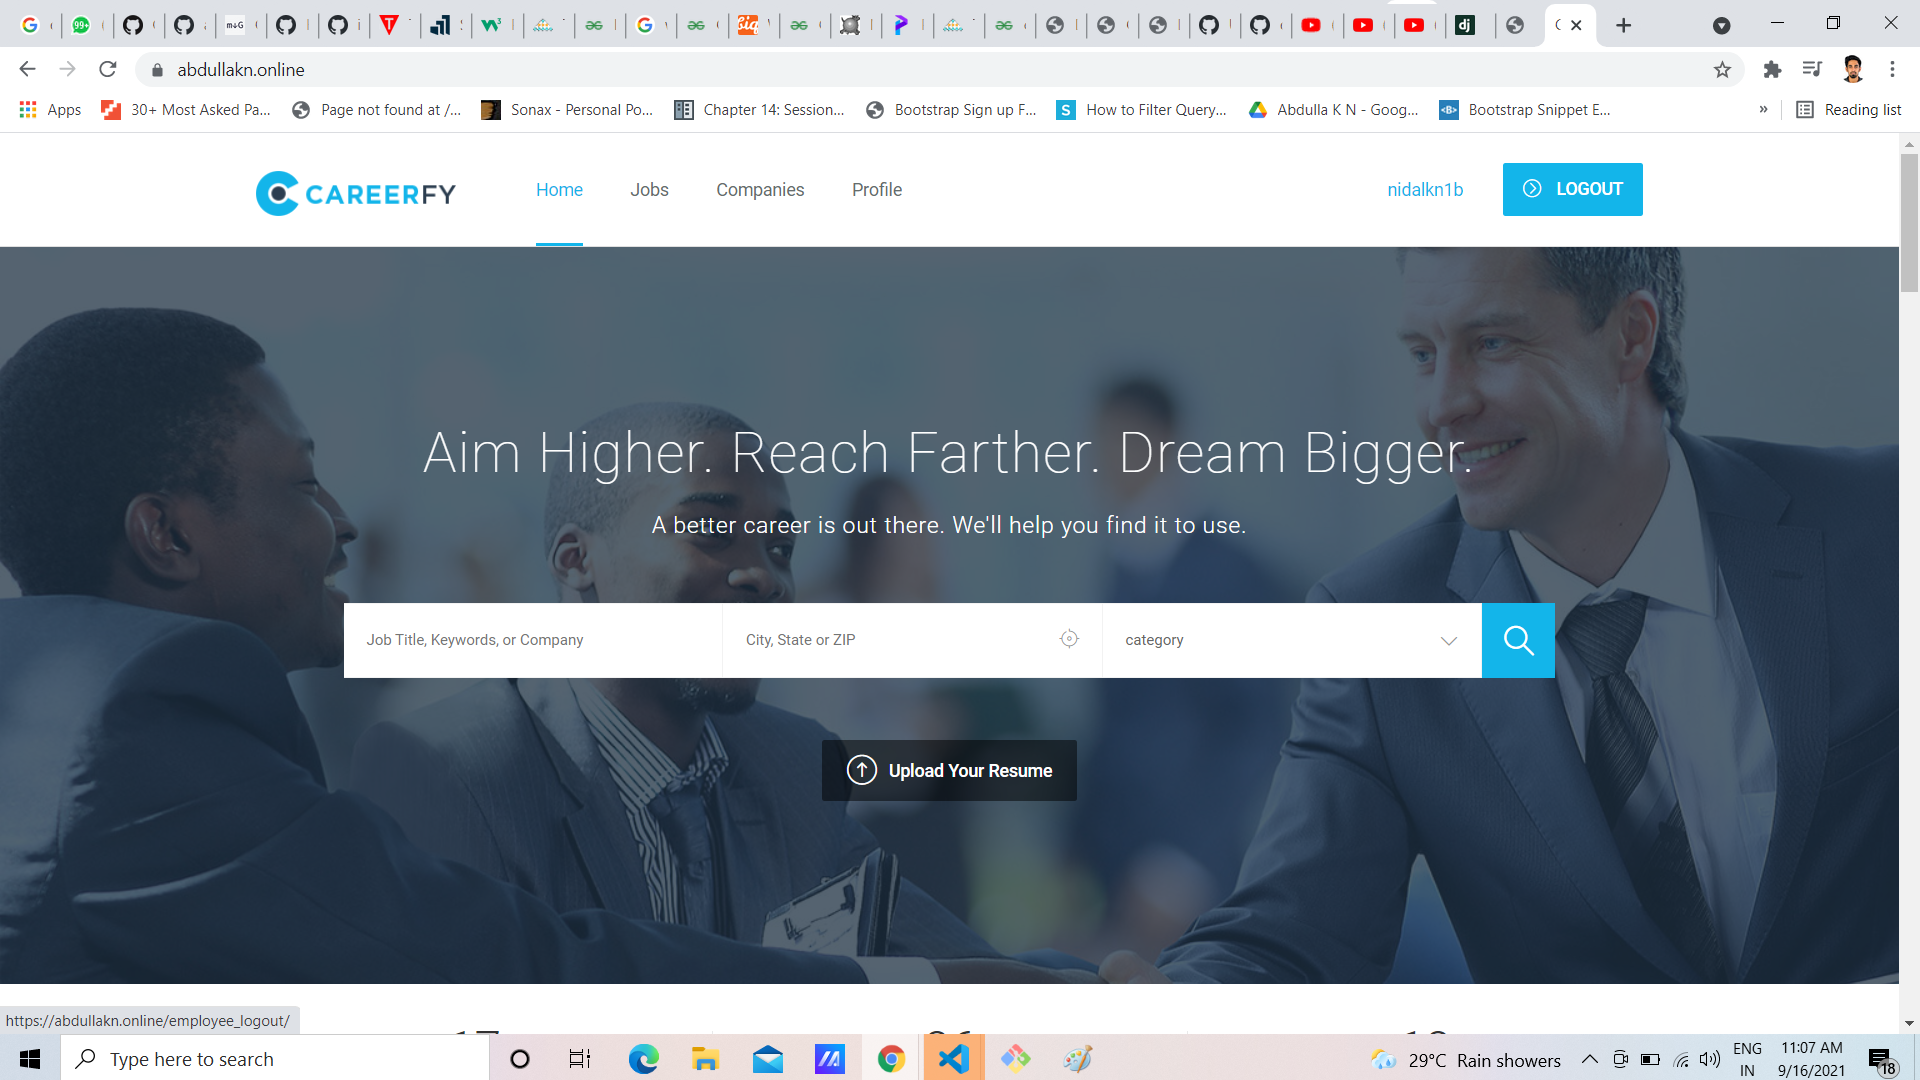 abdullakn.online
Apps
30+ Most Asked Pa...
Page not found at /...
Sonax - Personal Po...
Chapter 14: Session...
Bootstrap Sign up F...
How to Filter Query...
Abdulla K N - Goog...
Bootstrap Snippet E...
»
Reading list
CAREERFY
Home
Jobs
Companies
Profile
nidalkn1b
LOGOUT
Aim Higher. Reach Farther. Dream Bigger.
A better career is out there. We'll help you find it to use.
Job Title, Keywords, or Company
City, State or ZIP
category
Upload Your Resume
https://abdullakn.online/employee_logout/
Type here to search
29°C Rain showers
ENG
IN
11:07 AM
9/16/2021
18